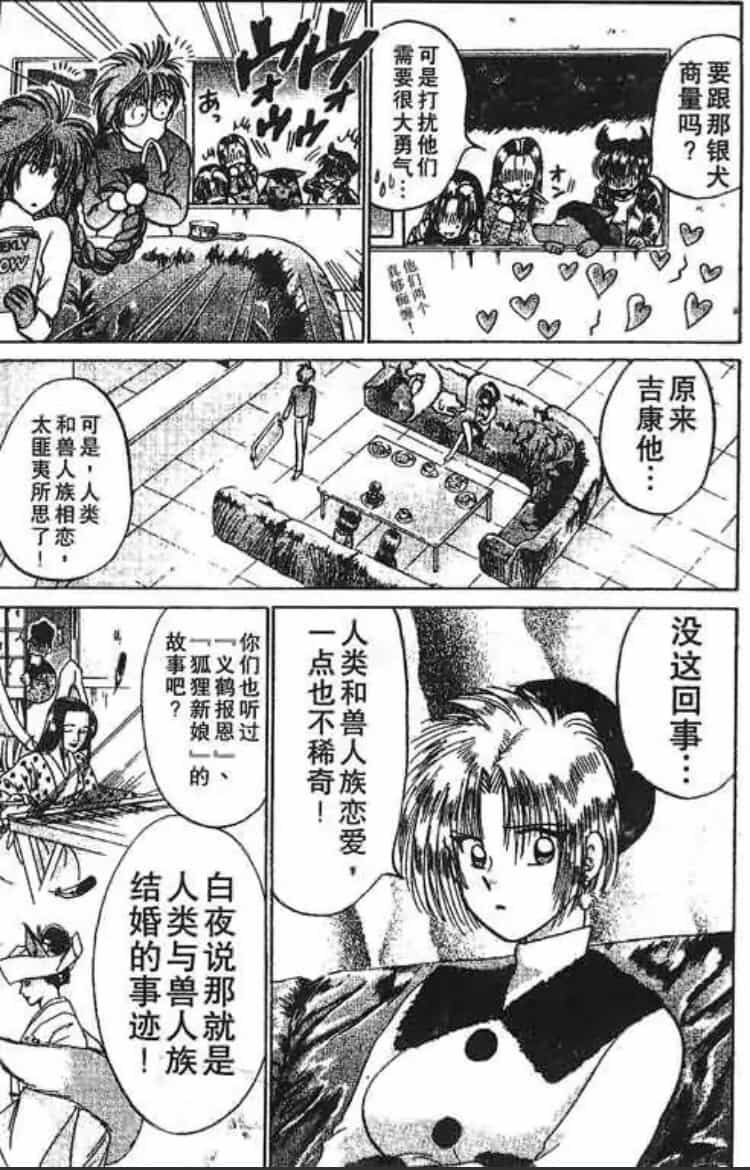 要跟那银犬
商量吗？
可是打扰他们
需要很大勇气…
他们两个
真够痴缠！
あっ
原来
吉康他…
可是，人类
和兽人族相恋，
太匪夷所思了！
没这回事…
人类和兽人族恋爱，
一点也不稀奇！
你们也听过
『义鹤报恩』、
『狐狸新娘』的
故事吧？
白夜说那就是
人类与兽人族
结婚的事迹！